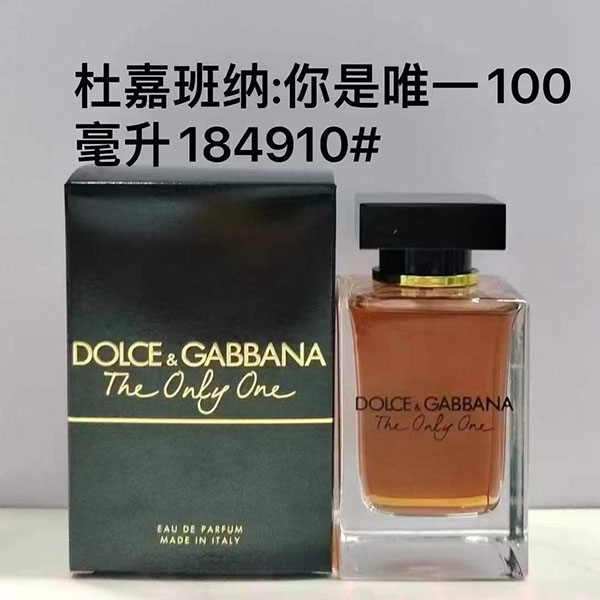 杜嘉班纳:你是唯一100
毫升184910#
DOLCE & GABBANA
The Only One
EAU DE PARFUM
MADE IN ITALY
DOLCE & GABBANA
The Only One